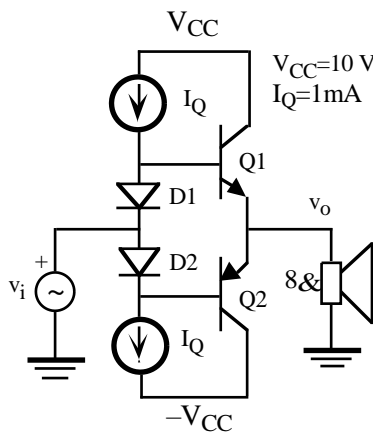 VCC
VCC=10 V
IQ=1mA
IQ
Q1
D1
vo
+
D2
vi
~
8&
Q2
IQ
–VCC